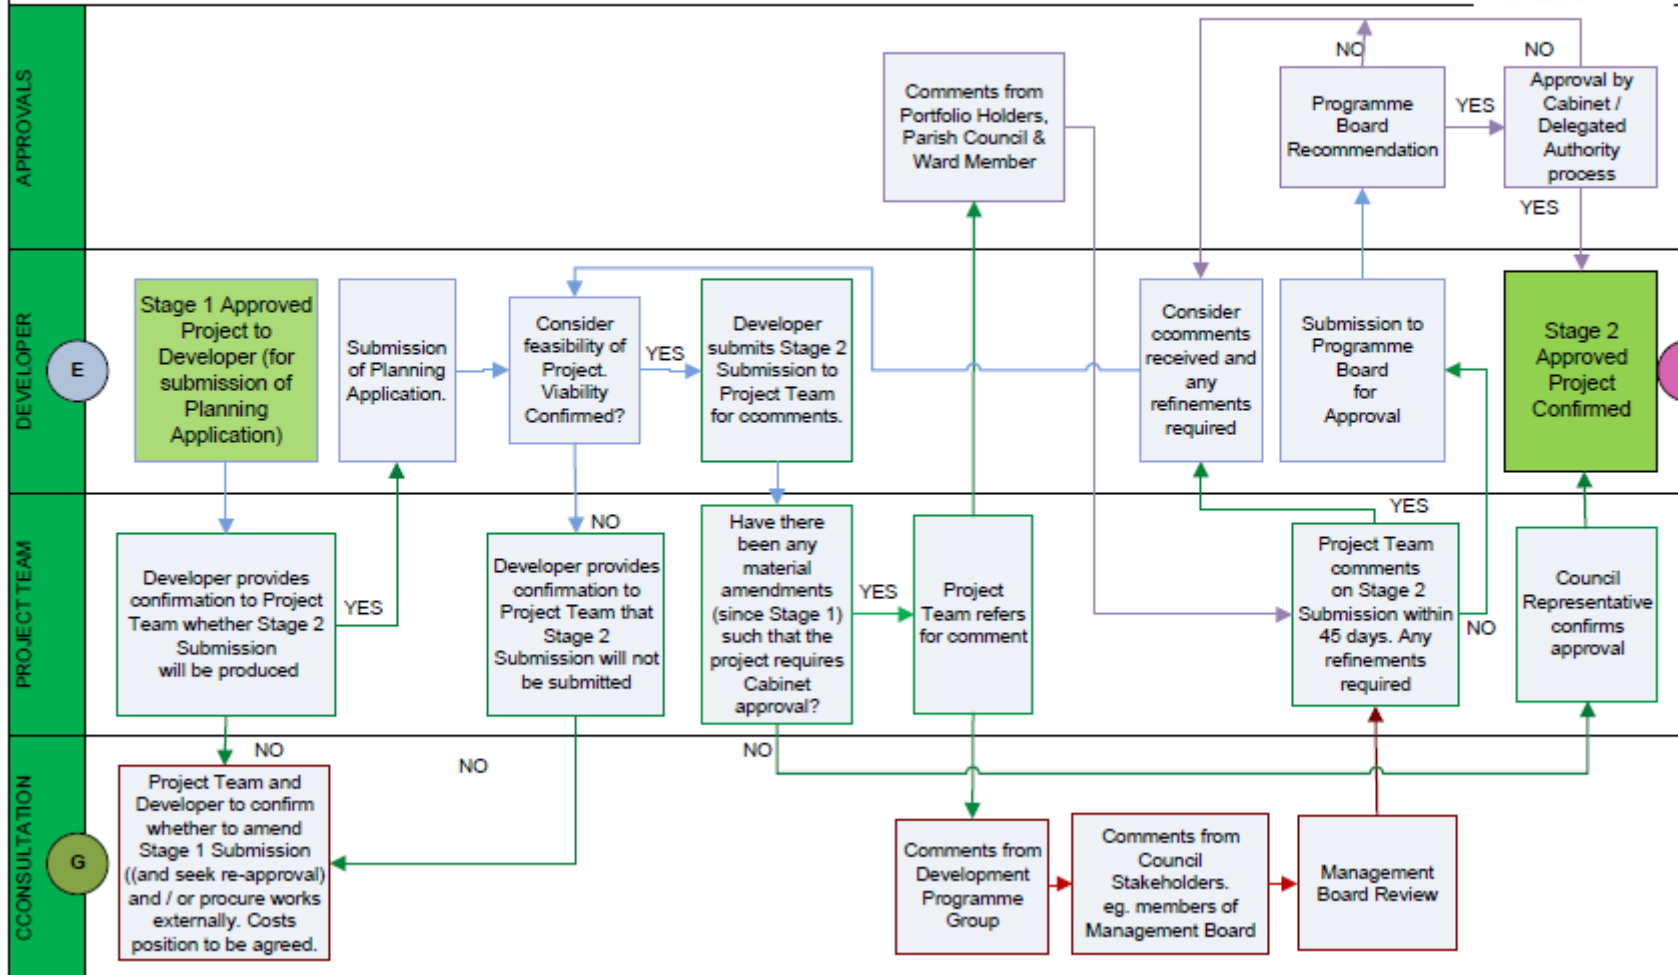 APPROVALS
Comments from
Portfolio Holders,
Parish Council &
Ward Member
NO
Programme
Board
Recommendation
YES
NO
Approval by
Cabinet /
Delegated
Authority
process
YES
DEVELOPER
E
Stage 1 Approved
Project to
Developer (for
submission of
Planning
Application)
Submission
of Planning
Application.
Consider
feasibility of
Project.
Viability
Confirmed?
YES
Developer
submits Stage 2
Submission to
Project Team
for ccomments.
Consider
ccomments
received and
any
refinements
required
Submission to
Programme
Board
for
Approval
Stage 2
Approved
Project
Confirmed
PROJECT TEAM
Developer provides
confirmation to Project
Team whether Stage 2
Submission
will be produced
YES
NO
Developer provides
confirmation to
Project Team that
Stage 2
Submission will not
be submitted
Have there
been any
material
amendments
(since Stage 1)
such that the
project requires
Cabinet
approval?
YES
Project
Team refers
for comment
YES
Project Team
comments
on Stage 2
Submission within
45 days. Any
refinements
required
NO
Council
Representative
confirms
approval
CCONSULTATION
G
NO
Project Team and
Developer to confirm
whether to amend
Stage 1 Submission
((and seek re-approval)
and / or procure works
externally. Costs
position to be agreed.
NO
NO
Comments from
Development
Programme
Group
Comments from
Council
Stakeholders.
eg. members of
Management Board
Management
Board Review